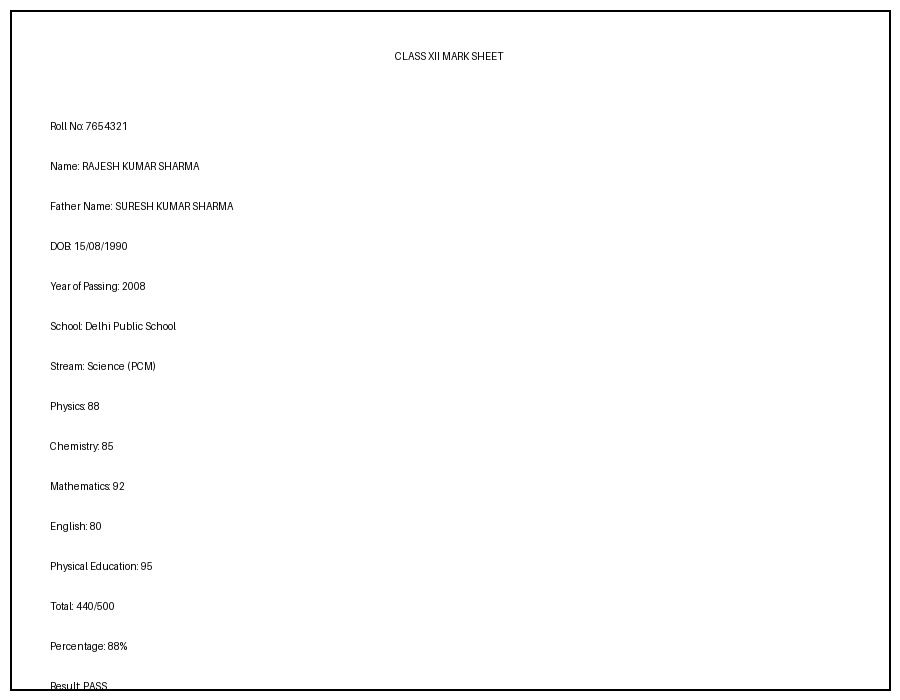 CLASS XII MARK SHEET
Roll No: 7654321
Name: RAJESH KUMAR SHARMA
Father Name: SURESH KUMAR SHARMA
DOB: 15/08/1990
Year of Passing: 2008
School: Delhi Public School
Stream: Science (PCM)
Physics: 88
Chemistry: 85
Mathematics: 92
English: 80
Physical Education: 95
Total: 440/500
Percentage: 88%
Result: PASS